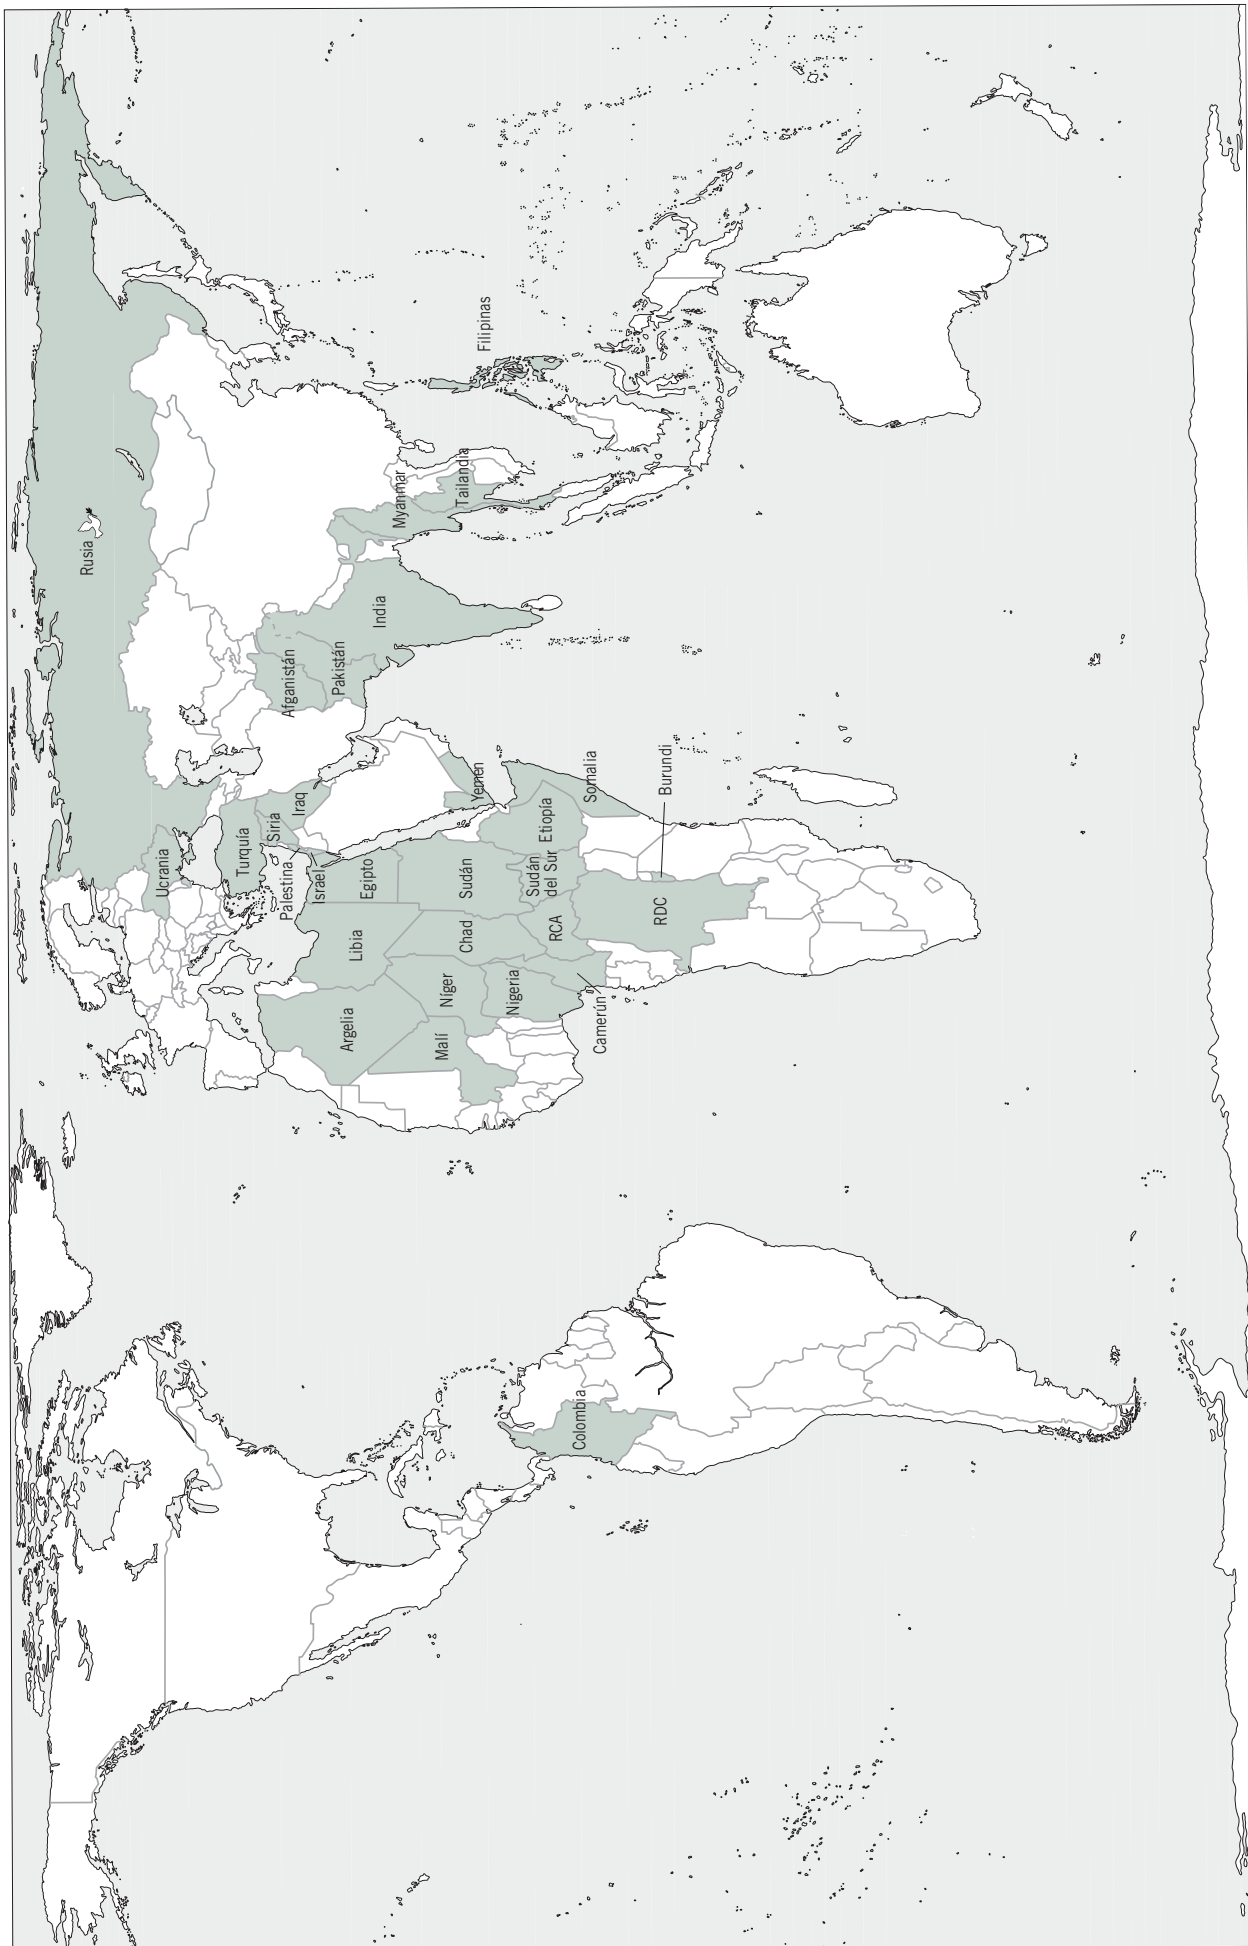 Rusia
Ucrania
Turquía
Siria
Iraq
Palestina
Israel
Egipto
Libia
Argelia
Malí
Níger
Chad
Sudán
Nigeria
Camerún
RCA
Sudán
del Sur
Etiopía
Yemen
Somalia
Burundi
RDC
Afganistán
Pakistán
India
Myanmar
Tailandia
Filipinas
Colombia